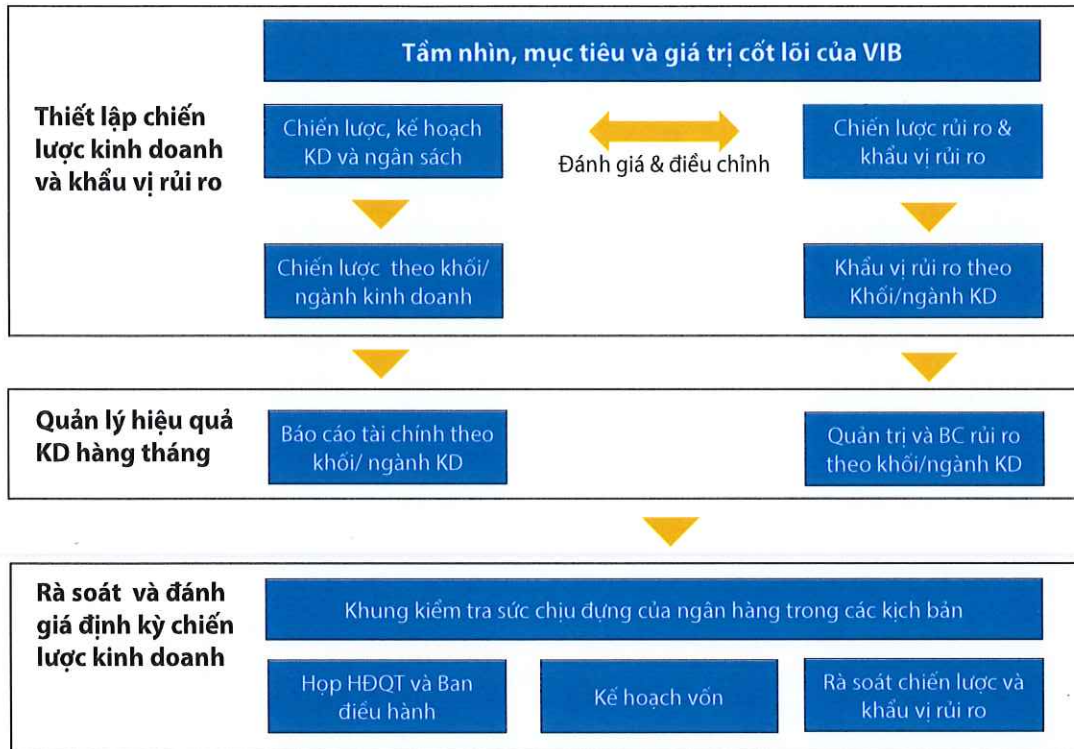 Tầm nhìn, mục tiêu và giá trị cốt lõi của VIB
Thiết lập chiến
lược kinh doanh
và khẩu vị rủi ro
Chiến lược, kế hoạch
KD và ngân sách
Đánh giá & điều chỉnh
Chiến lược rủi ro &
khẩu vị rủi ro
Chiến lược theo khối/
ngành kinh doanh
Khẩu vị rủi ro theo
Khối/ngành KD
Quản lý hiệu quả
KD hàng tháng
Báo cáo tài chính theo
khối/ ngành KD
Quản trị và BC rủi ro
theo khối/ngành KD
Rà soát và đánh
giá định kỳ chiến
lược kinh doanh
Khung kiểm tra sức chịu đựng của ngân hàng trong các kịch bản
Họp HĐQT và Ban
điều hành
Kế hoạch vốn
Rà soát chiến lược và
khẩu vị rủi ro